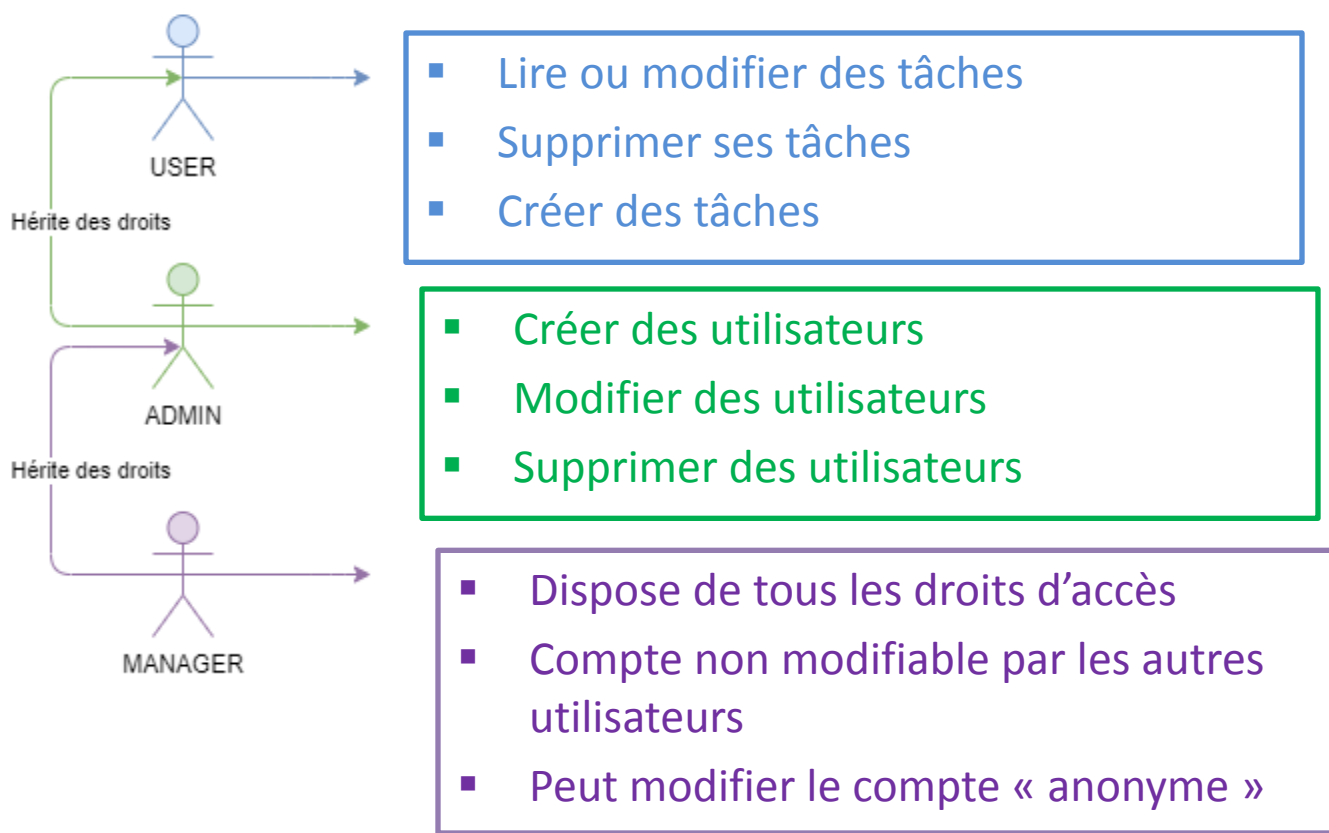 USER
Hérite des droits
ADMIN
Hérite des droits
MANAGER
▪ Lire ou modifier des tâches
▪ Supprimer ses tâches
▪ Créer des tâches
▪ Créer des utilisateurs
▪ Modifier des utilisateurs
▪ Supprimer des utilisateurs
▪ Dispose de tous les droits d’accès
▪ Compte non modifiable par les autres
utilisateurs
▪ Peut modifier le compte « anonyme »